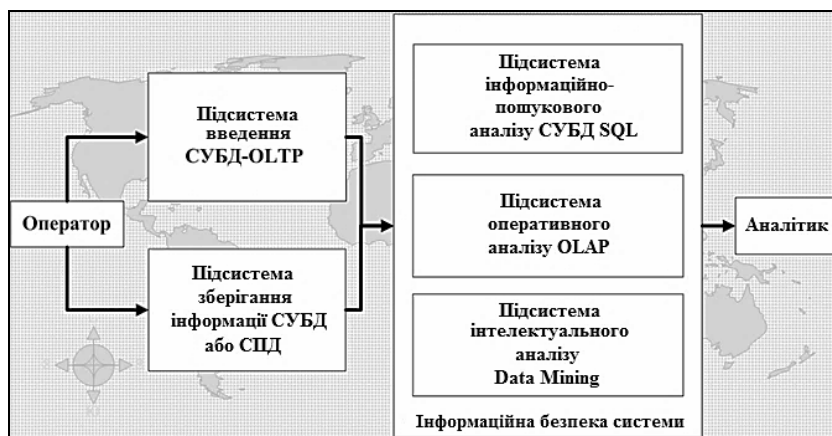 Оператор
Підсистема
введення
СУБД-OLTP
Підсистема
зберігання
інформації СУБД
або СПД
Підсистема
інформаційно-
пошукового
аналізу СУБД SQL
Підсистема
оперативного
аналізу OLAP
Підсистема
інтелектуального
аналізу
Data Mining
Інформаційна безпека системи
Аналітик